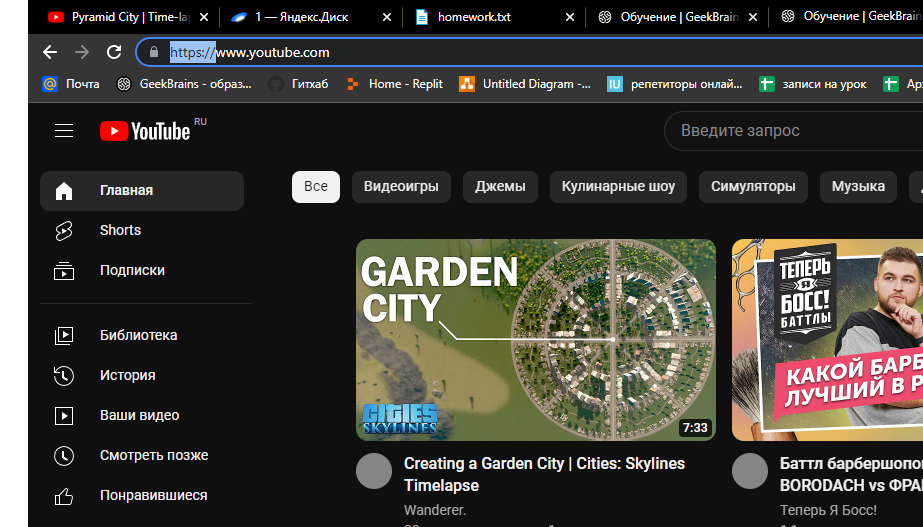 Pyramid City | Time-la
1 — Яндекс.Диск
homework.txt
Обучение | GeekBrain
Обучение | GeekBrain
https://www.youtube.com
Почта
GeekBrains - образ...
Гитхаб
Home - Replit
Untitled Diagram -...
IU
репетиторы онлай...
записи на урок
YouTube RU
Введите запрос
Главная
Shorts
Подписки
Библиотека
История
Ваши видео
Смотреть позже
Понравившиеся
Все
Видеоигры
Джемы
Кулинарные шоу
Симуляторы
Музыка
GARDEN
CITY
CITIES
SKYLINES
7:33
Creating a Garden City | Cities: Skylines
Timelapse
Wanderer.
ТЕПЕРЬ
Я
БОСС!
БАТТЛЫ
КАКОЙ БАРБ
ЛУЧШИЙ В Р
Баттл барбершопо
BORODACH vs ФРА
Теперь Я Босс!